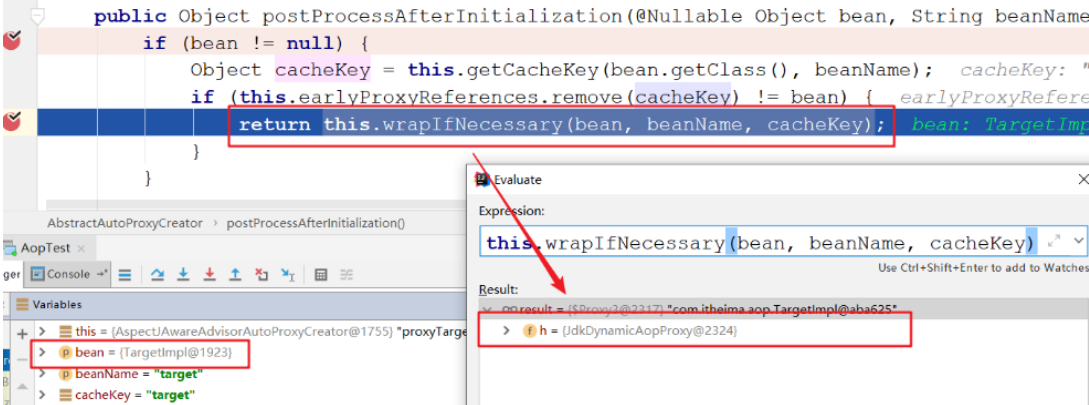 public Object postProcessAfterInitialization(@Nullable Object bean, String beanName
if (bean != null) {
Object cacheKey = this.getCacheKey(bean.getClass(), beanName); cacheKey: "
if (this.earlyProxyReferences.remove(cacheKey) != bean) { earlyProxyRefere
return this.wrapIfNecessary(bean, beanName, cacheKey); bean: TargetImp
}
}
AbstractAutoProxyCreator › postProcessAfterInitialization()
AopTest ×
ger Console
Variables
this = {AspectJAwareAdvisorAutoProxyCreator@1755} "proxyTarge
p bean = {TargetImpl@1923}
p beanName = "target"
cacheKey = "target"
Evaluate
Expression:
this.wrapIfNecessary(bean, beanName, cacheKey)
Use Ctrl+Shift+Enter to add to Watches
Result:
oo result = {$Proxy2@2317} "com.itheima.aop.TargetImpl@aba625"
f h = {JdkDynamicAopProxy@2324}